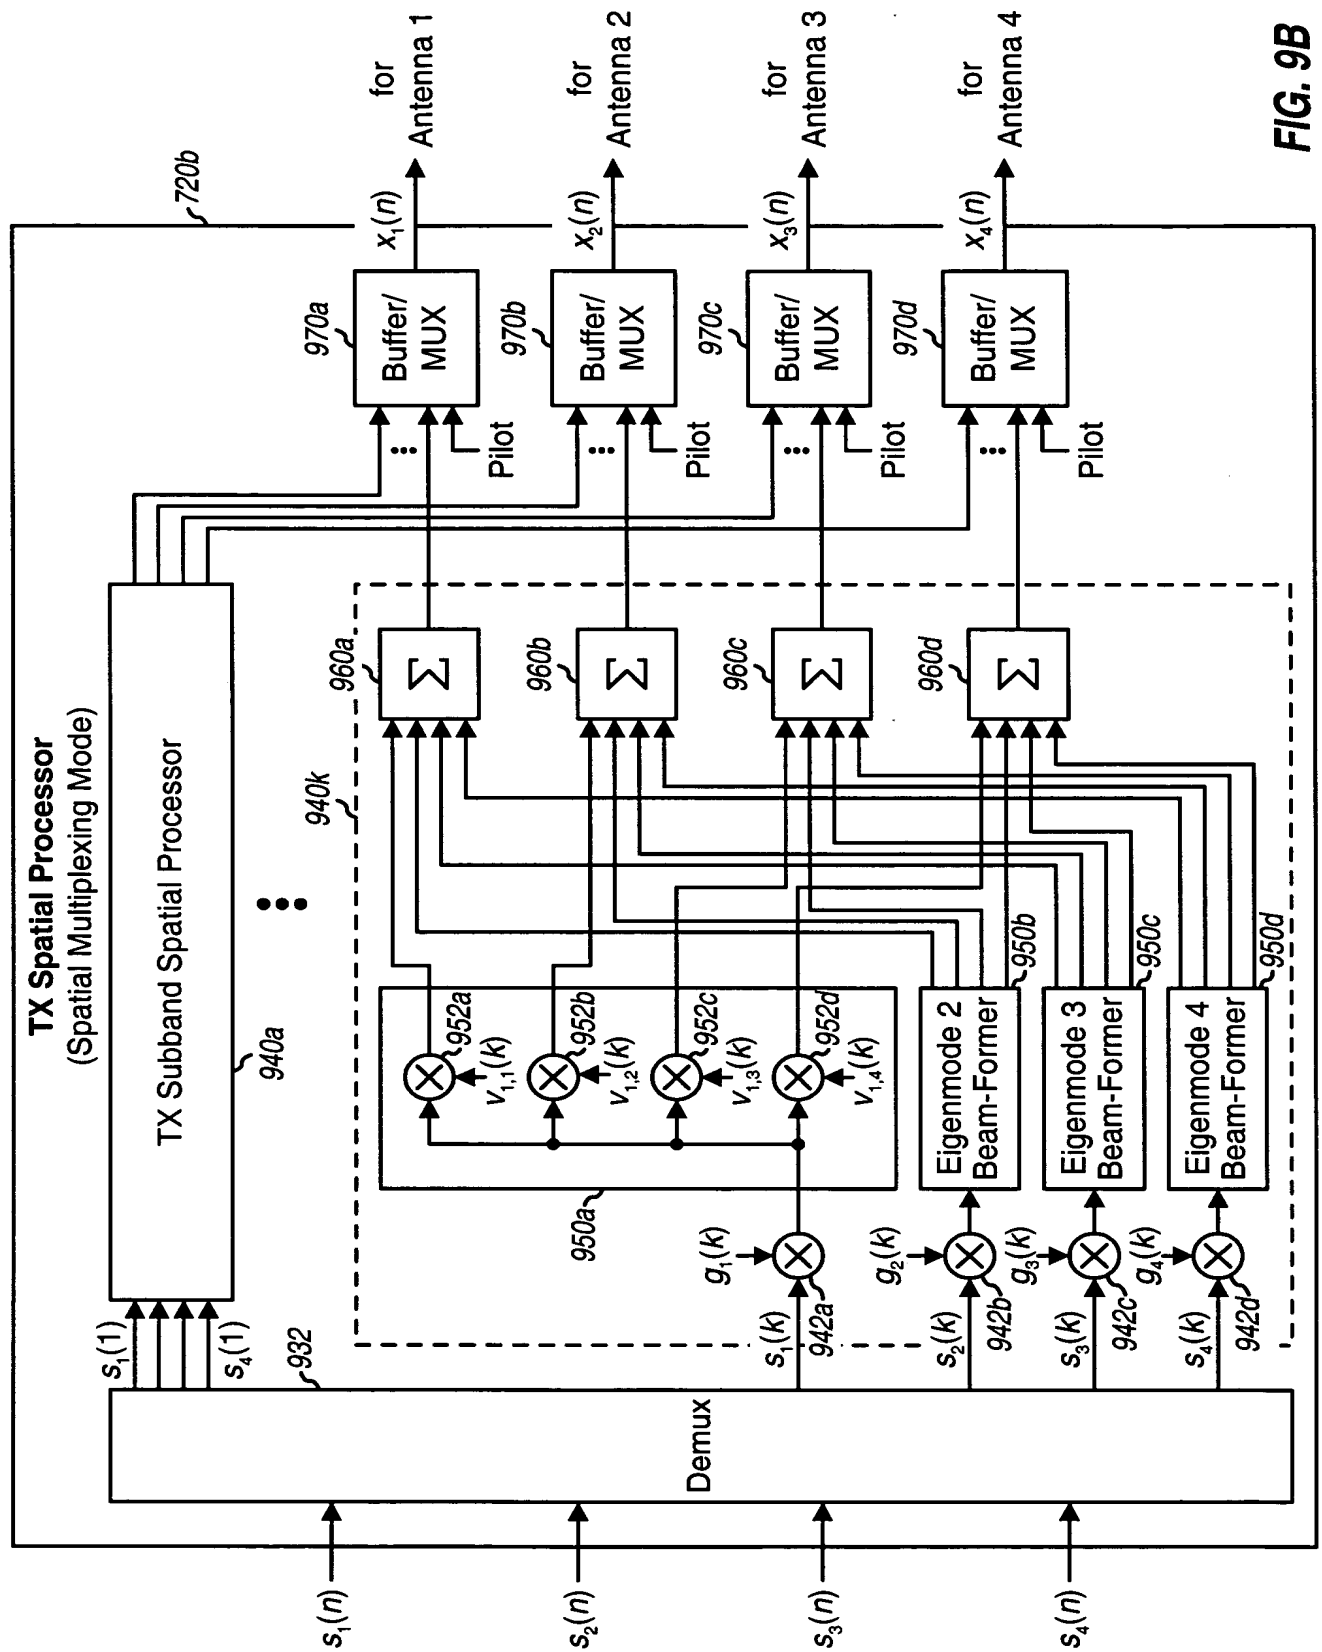 TX Spatial Processor
(Spatial Multiplexing Mode)
720b
TX Subband Spatial Processor
940a
s₁(1)
s₄(1)
932
Demux
s₁(n)
s₂(n)
s₃(n)
s₄(n)
940k
950a
952a
v₁,₁(k)
952b
v₁,₂(k)
952c
v₁,₃(k)
952d
v₁,₄(k)
g₁(k)
s₁(k)
942a
g₂(k)
s₂(k)
942b
Eigenmode 2
Beam-Former
950b
g₃(k)
s₃(k)
942c
Eigenmode 3
Beam-Former
950c
g₄(k)
s₄(k)
942d
Eigenmode 4
Beam-Former
950d
960a
Σ
960b
Σ
960c
Σ
960d
Σ
970a
Buffer/
MUX
Pilot
x₁(n)
for
Antenna 1
970b
Buffer/
MUX
Pilot
x₂(n)
for
Antenna 2
970c
Buffer/
MUX
Pilot
x₃(n)
for
Antenna 3
970d
Buffer/
MUX
Pilot
x₄(n)
for
Antenna 4
FIG. 9B